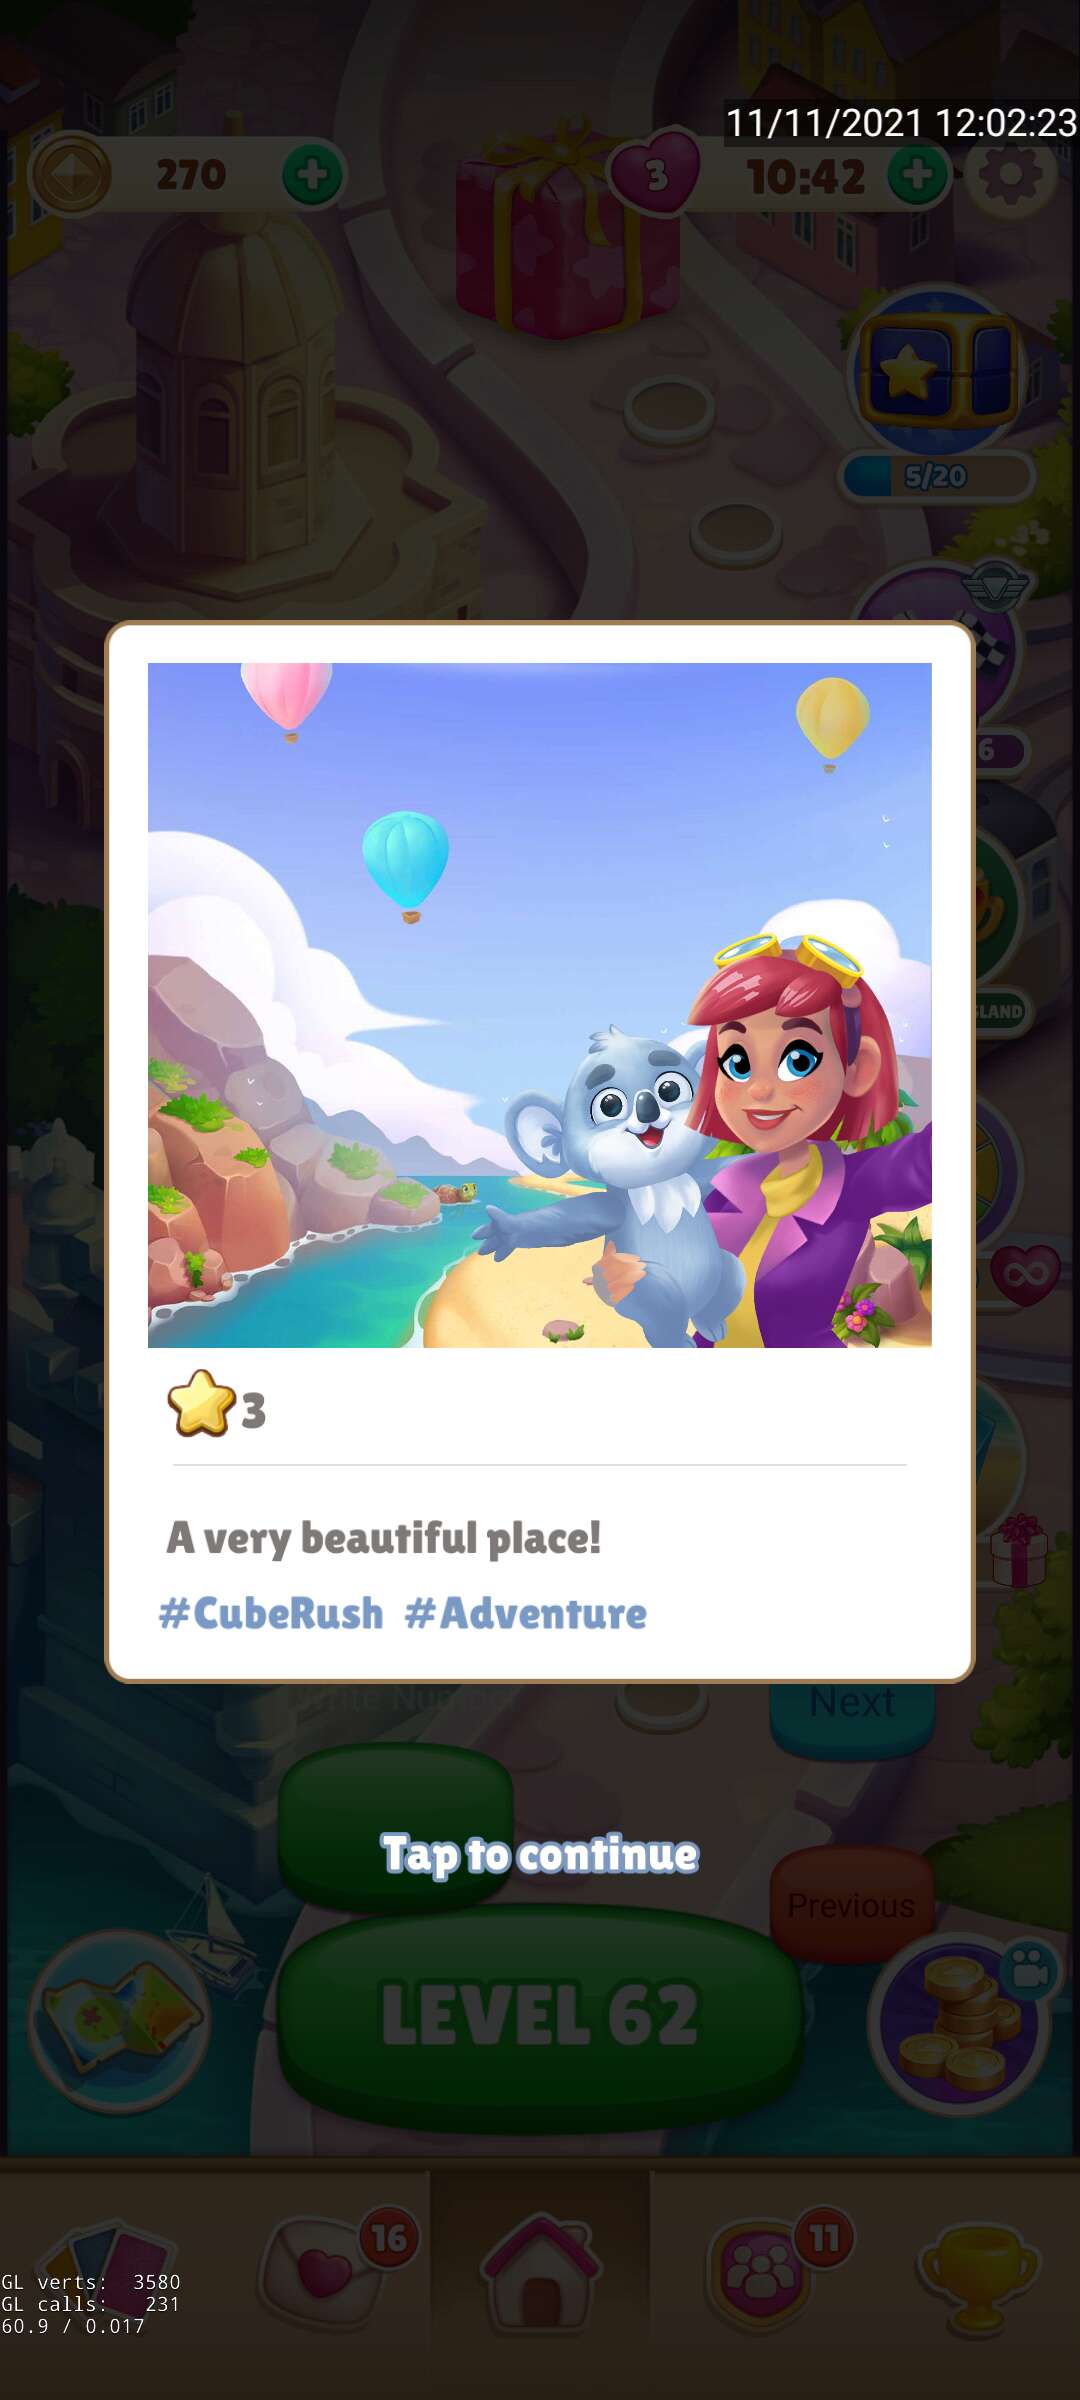 11/11/2021 12:02:23
270
3
10:42
5/20
6
LAND
3
A very beautiful place!
#CubeRush #Adventure
Next
Tap to continue
Previous
LEVEL 62
16
11
GL verts: 3580
GL calls: 231
60.9 / 0.017